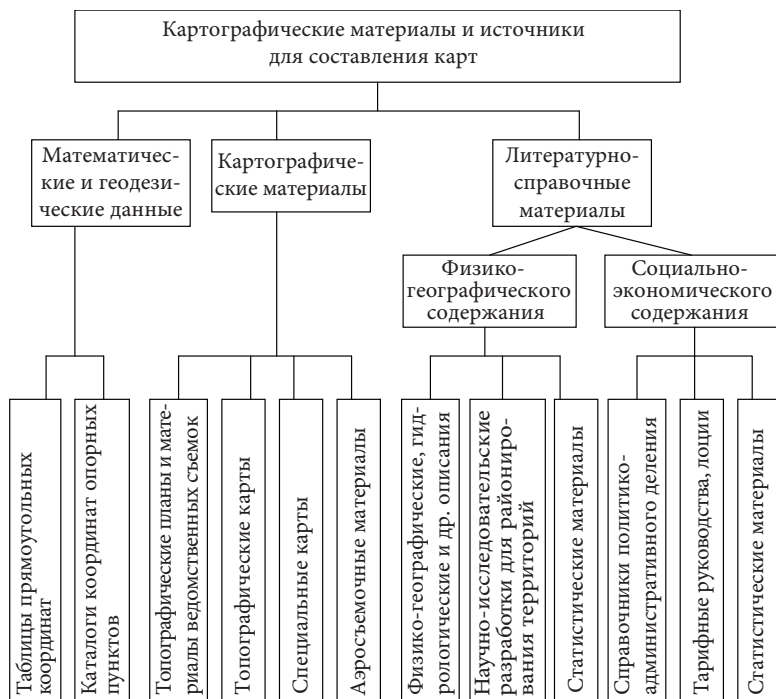 Картографические материалы и источники
для составления карт
Математичес-
кие и геодези-
ческие данные
Картографиче-
ские материалы
Литературно-
справочные
материалы
Физико-
географического
содержания
Социально-
экономического
содержания
Таблицы прямоугольных
координат
Каталоги координат опорных
пунктов
Топографические планы и мате-
риалы ведомственных съемок
Топографические карты
Специальные карты
Аэросъемочные материалы
Физико-географические, гид-
рологические и др. описания
Научно-исследовательские
разработки для райониро-
вания территорий
Статистические материалы
Справочники политико-
административного деления
Тарифные руководства, лоции
Статистические материалы